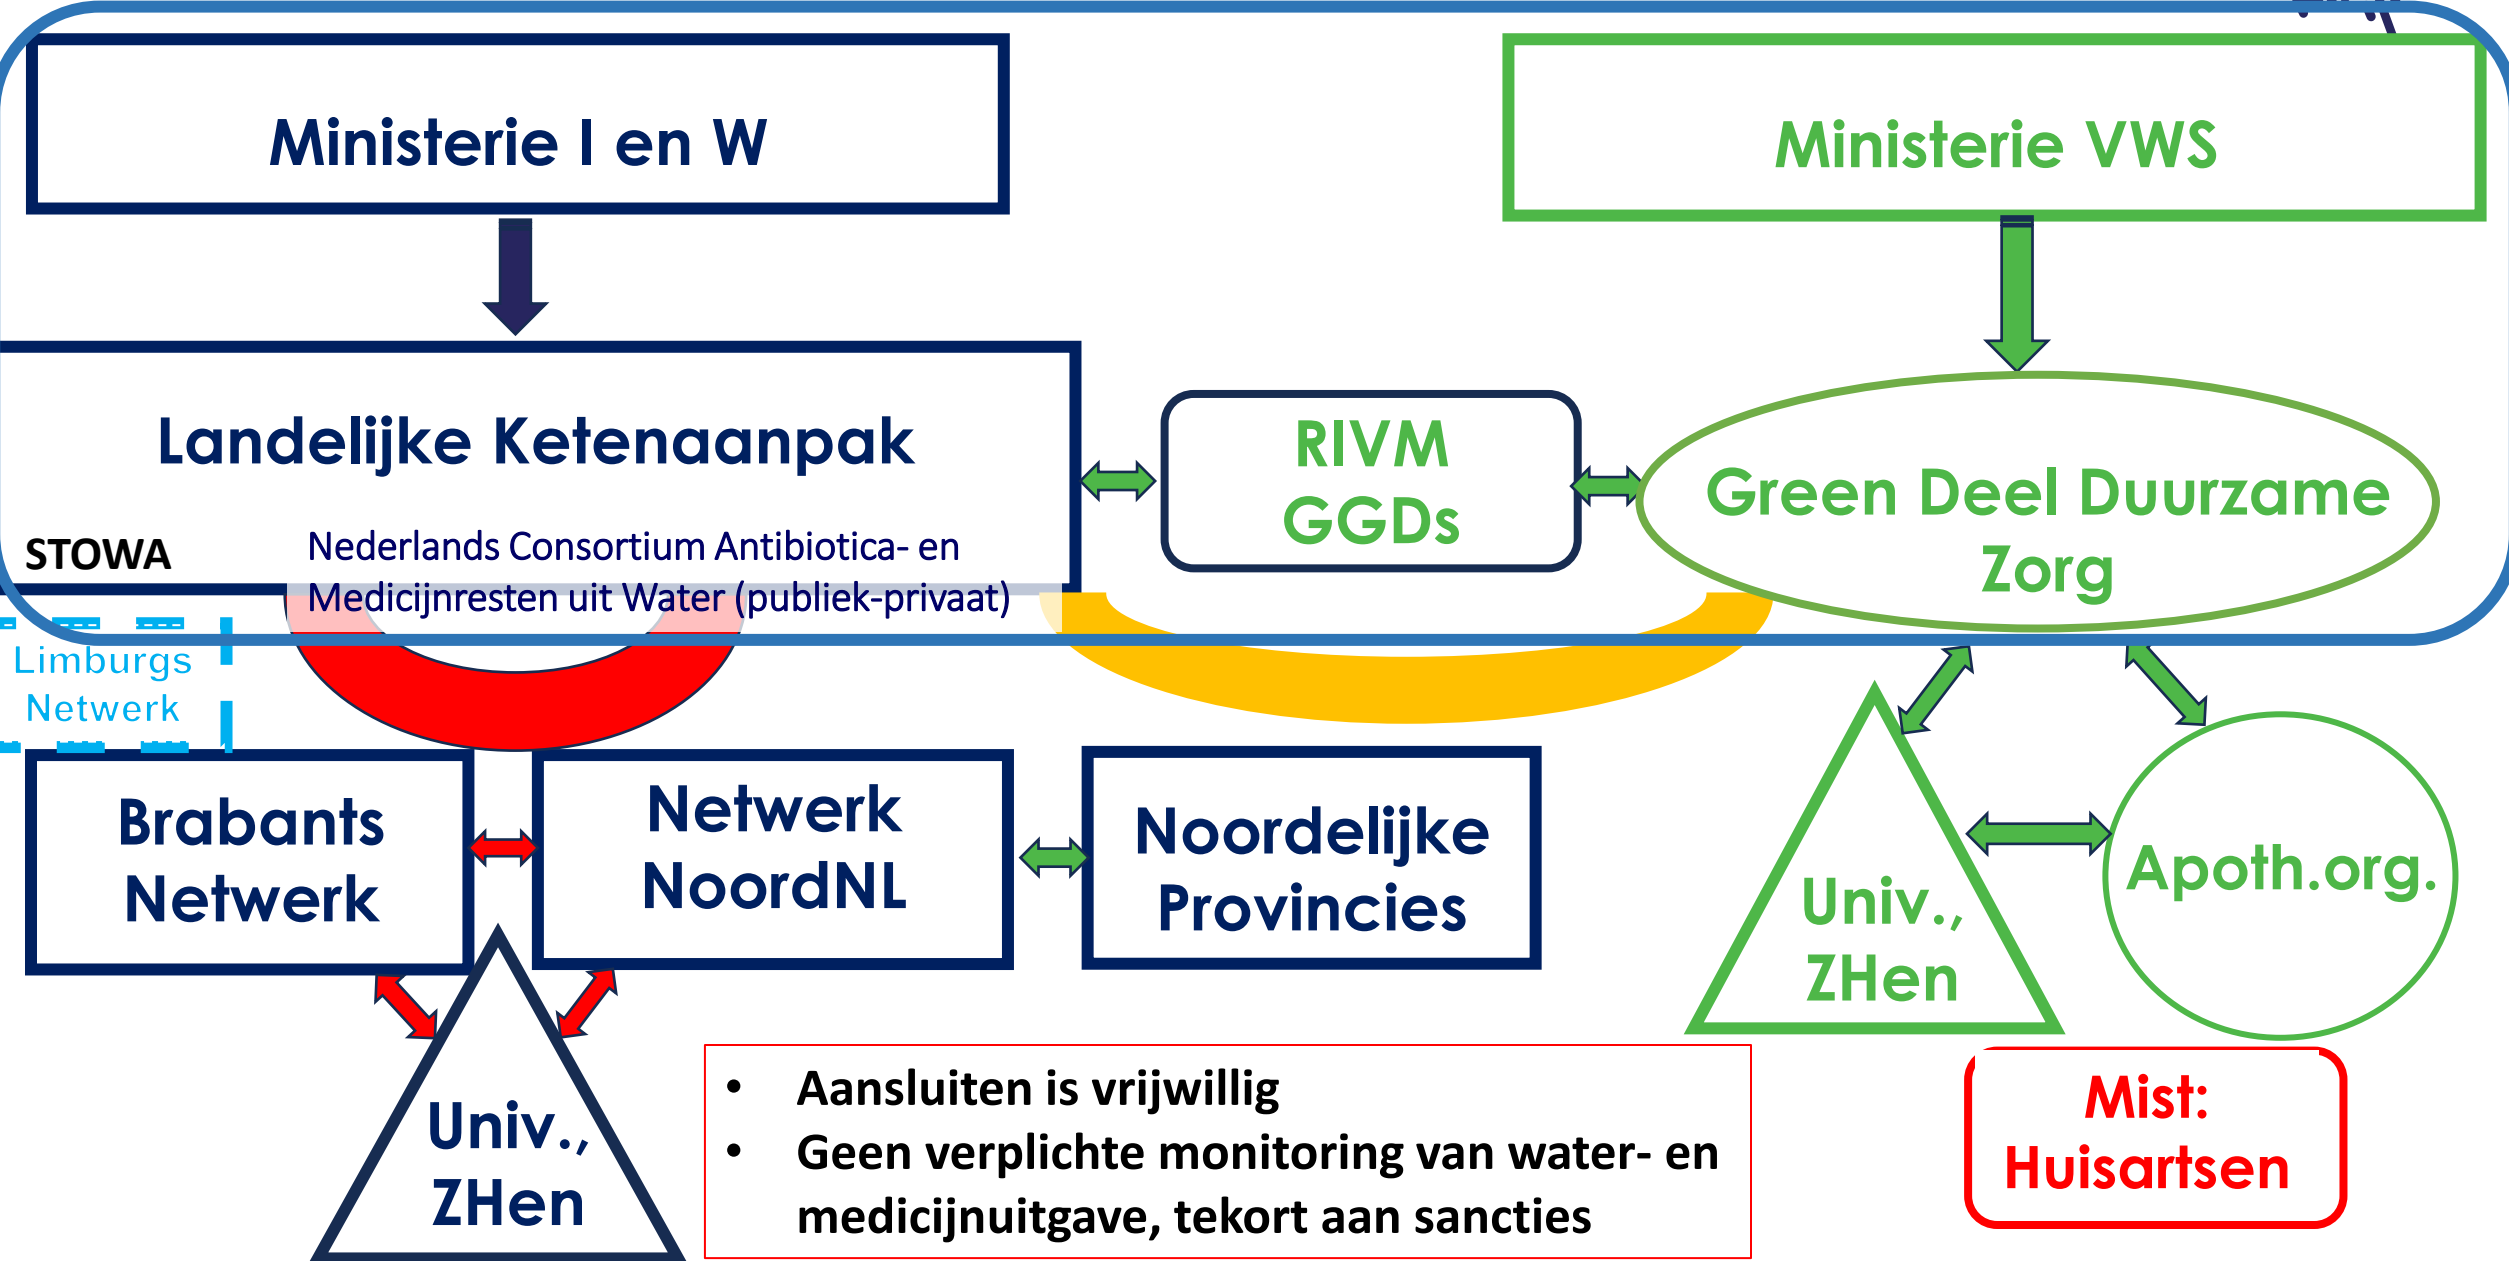 Ministerie I en W
Ministerie VWS
Landelijke Ketenaanpak
STOWA
Nederlands Consortium Antibiotica- en
Medicijnresten uit Water (publiek-privaat)
RIVM
GGDs
Green Deel Duurzame
Zorg
Limburgs
Netwerk
Brabants
Netwerk
Netwerk
NoordNL
Noordelijke
Provincies
Univ.,
ZHen
Apoth.org.
Univ.,
ZHen
• Aansluiten is vrijwillig
• Geen verplichte monitoring van water- en
medicijnuitgave, tekort aan sancties
Mist:
Huisartsen